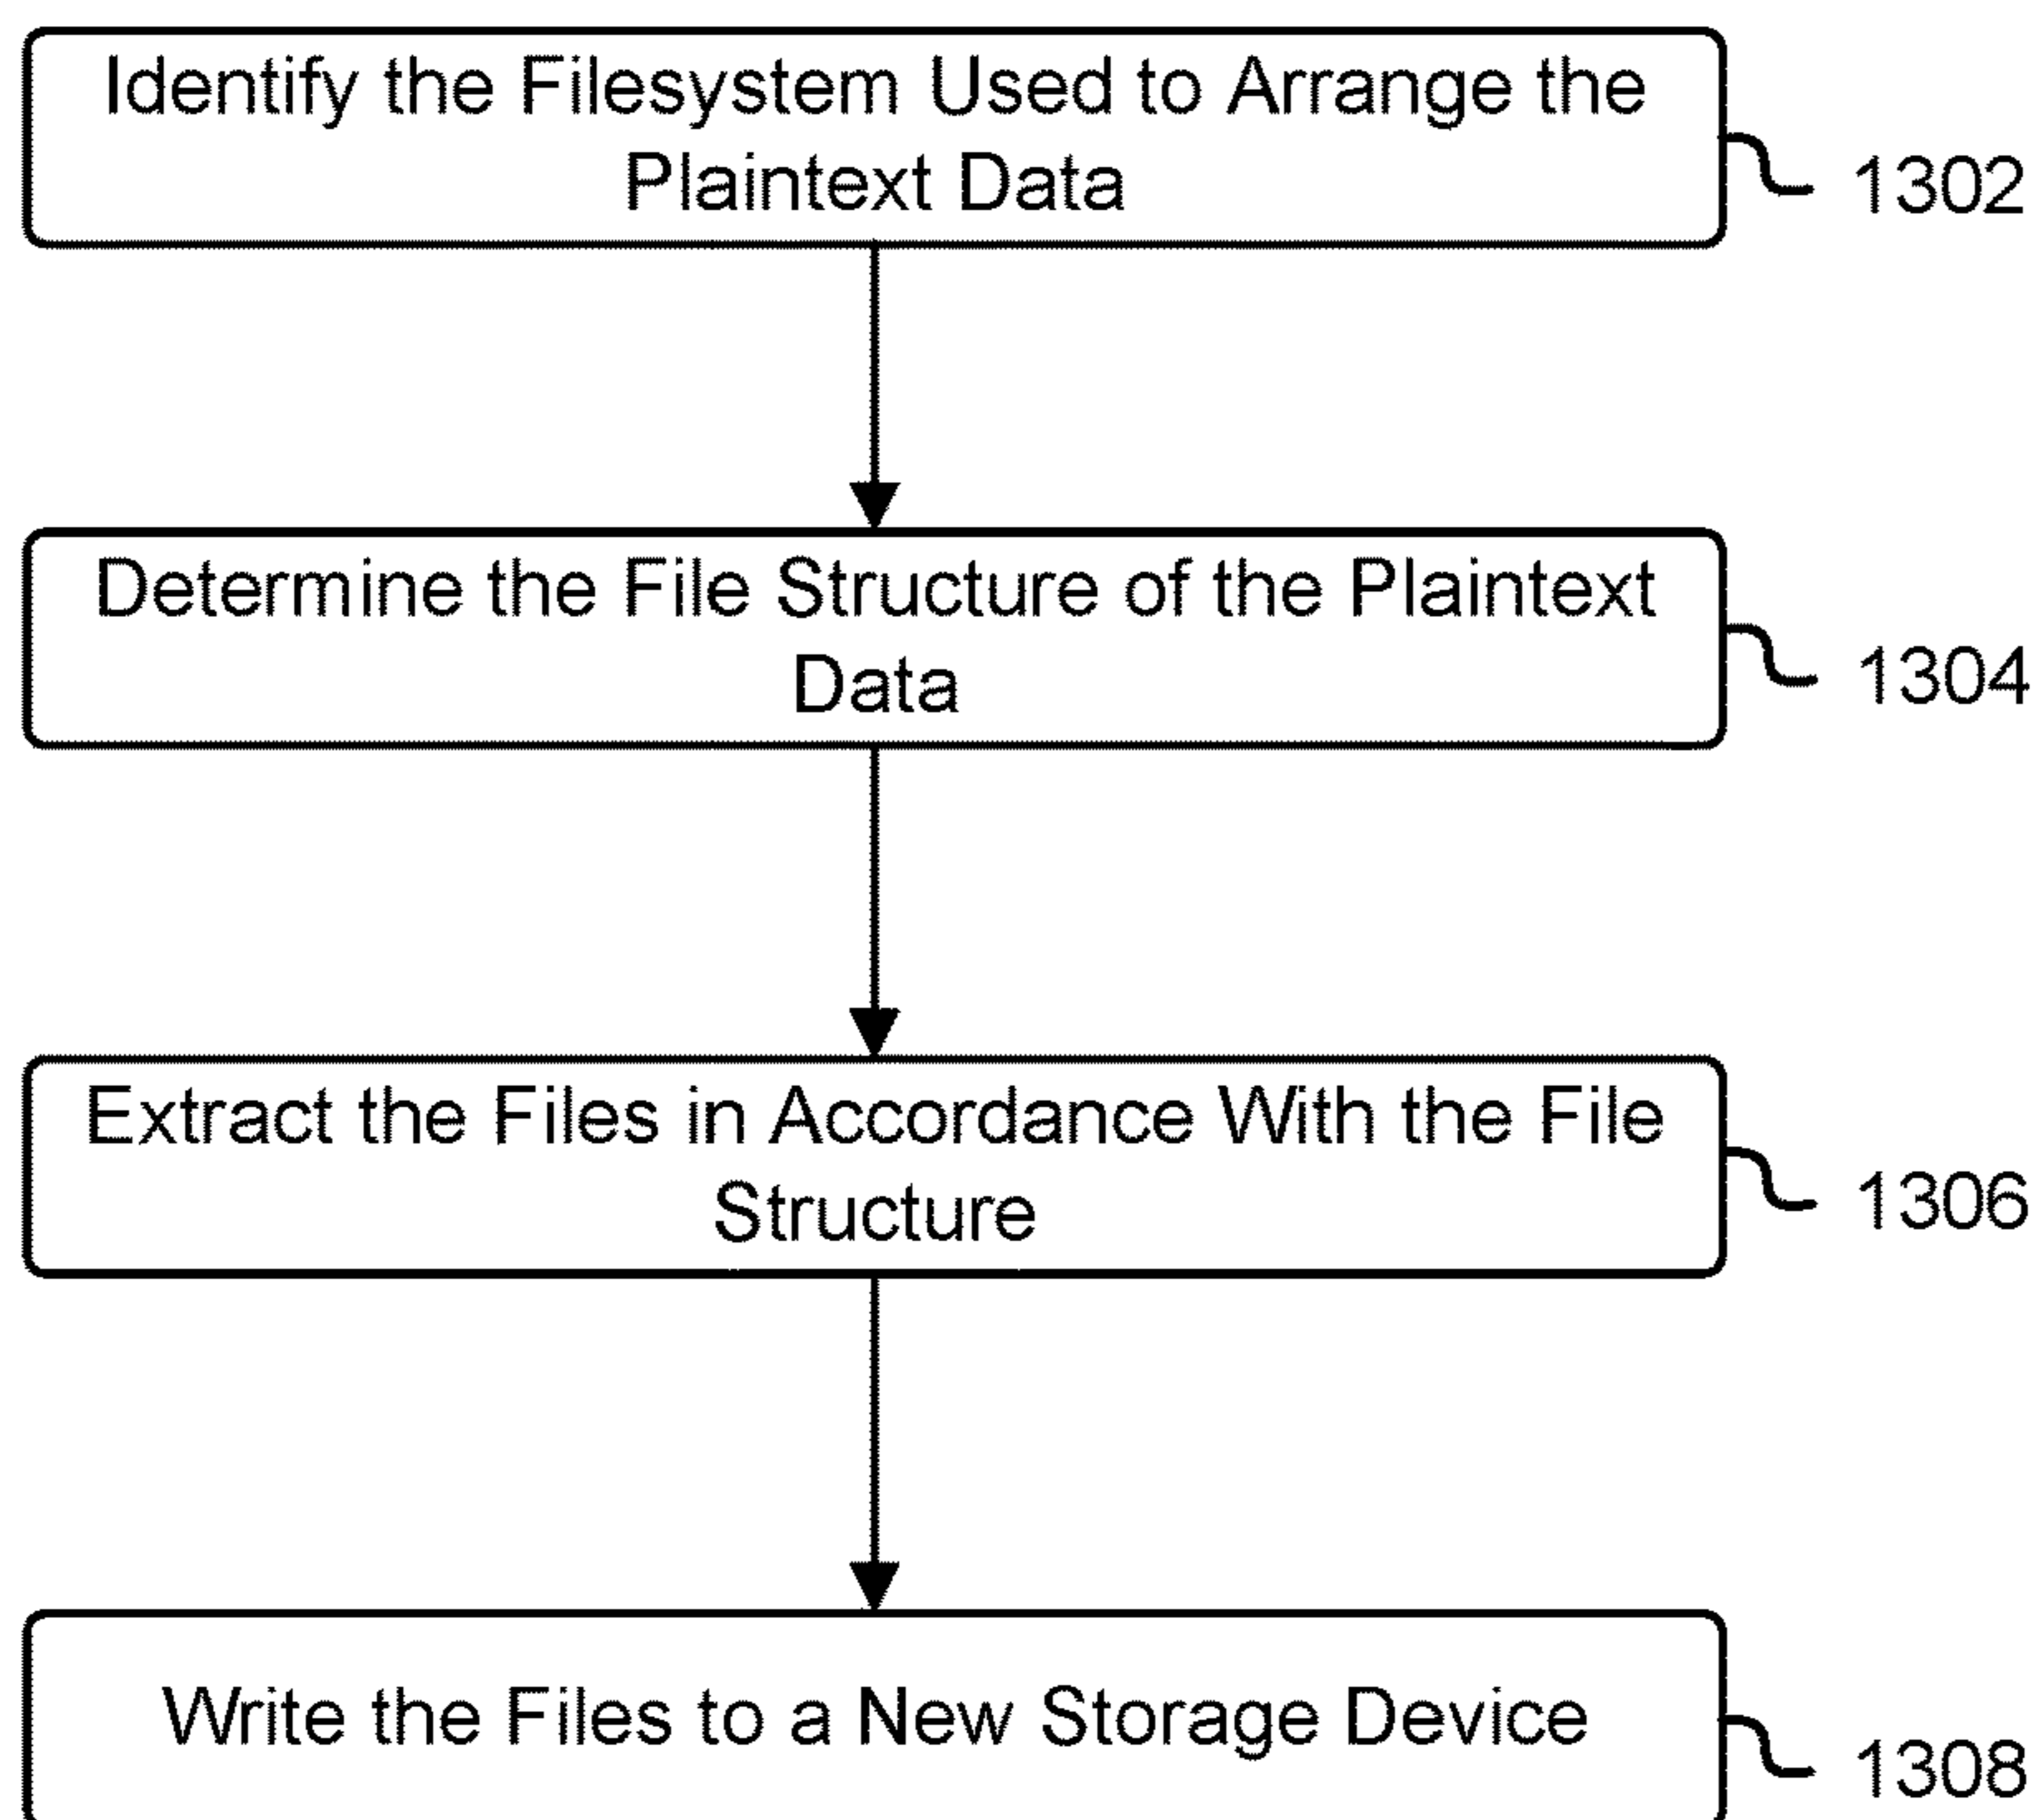 Identify the Filesystem Used to Arrange the
Plaintext Data
1302
Determine the File Structure of the Plaintext
Data
1304
Extract the Files in Accordance With the File
Structure
1306
Write the Files to a New Storage Device
1308